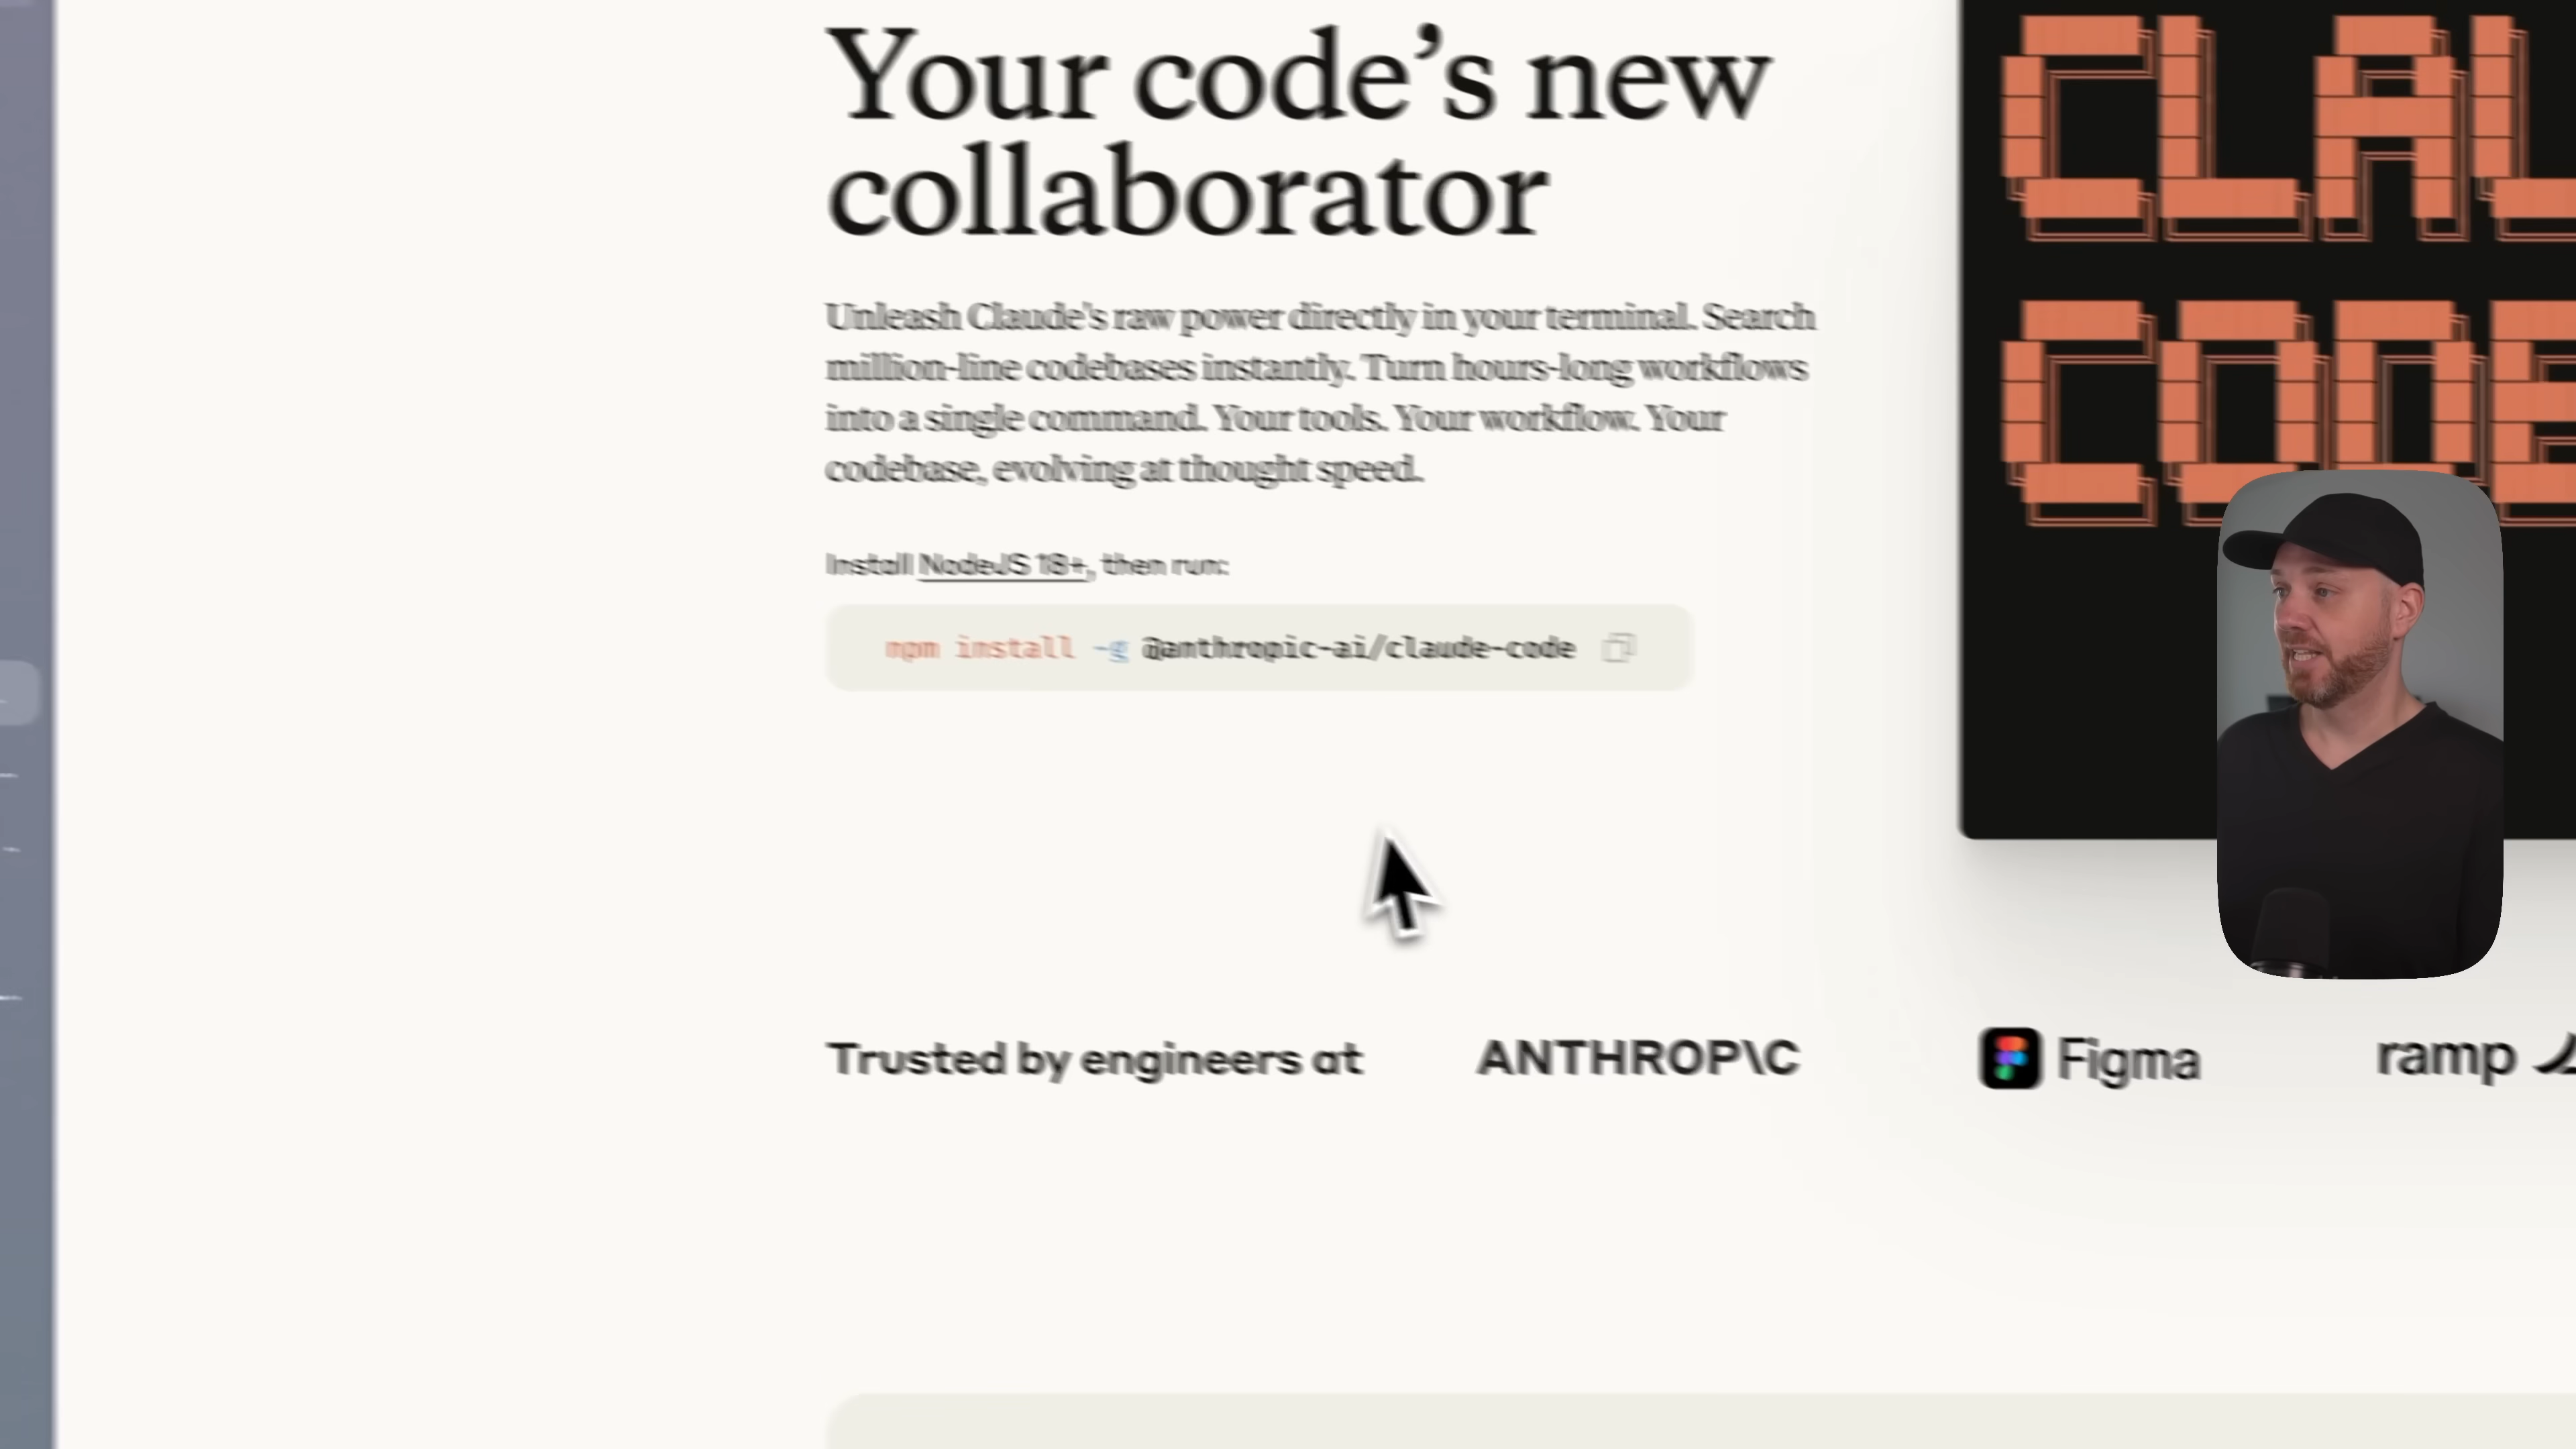 Your code’s new
collaborator
Unleash Claude's raw power directly in your terminal. Search
million-line codebases instantly. Turn hours-long workflows
into a single command. Your tools. Your workflow. Your
codebase, evolving at thought speed.
Install NodeJS 18+, then run:
npm install -g @anthropic-ai/claude-code
CLAU
CODE
Trusted by engineers at
ANTHROP\C
Figma
ramp